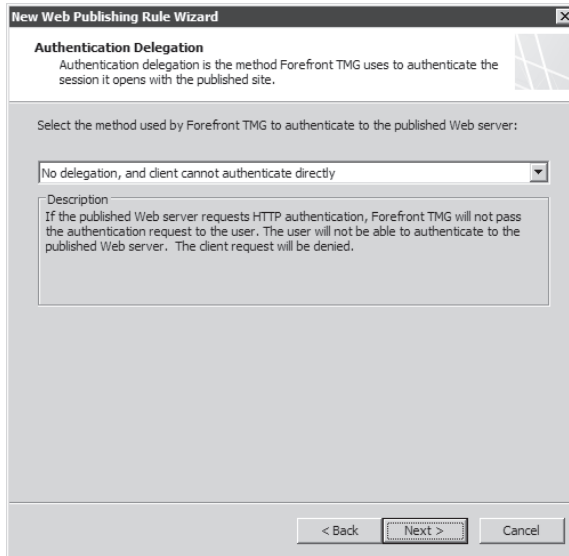 New Web Publishing Rule Wizard
Authentication Delegation
Authentication delegation is the method Forefront TMG uses to authenticate the
session it opens with the published site.
Select the method used by Forefront TMG to authenticate to the published Web server:
No delegation, and client cannot authenticate directly
Description
If the published Web server requests HTTP authentication, Forefront TMG will not pass
the authentication request to the user. The user will not be able to authenticate to the
published Web server.  The client request will be denied.
< Back
Next >
Cancel